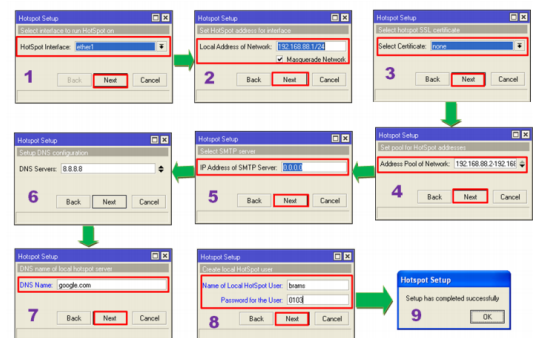 Hotspot Setup
Select interface to run HotSpot on
HotSpot Interface: ether1
1
Back Next Cancel
Hotspot Setup
Set HotSpot address for interface
Local Address of Network: 192.168.88.1/24
Masquerade Network
2
Back Next Cancel
Hotspot Setup
Select hotspot SSL certificate
Select Certificate: none
3
Back Next Cancel
Hotspot Setup
Set pool for HotSpot addresses
Address Pool of Network: 192.168.88.2-192.168
4
Back Next Cancel
Hotspot Setup
Select SMTP server
IP Address of SMTP Server: 0.0.0.0
5
Back Next Cancel
Hotspot Setup
Setup DNS configuration
DNS Servers: 8.8.8.8
6
Back Next Cancel
Hotspot Setup
DNS name of local hotspot server
DNS Name: google.com
7
Back Next Cancel
Hotspot Setup
Create local HotSpot user
Name of Local HotSpot User: brams
Password for the User: 0103
8
Back Next Cancel
Hotspot Setup
Setup has completed successfully
9
OK